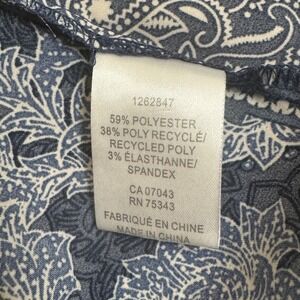 1262847
59% POLYESTER
38% POLY RECYCLÉ/
RECYCLED POLY
3% ÉLASTHANNE/
SPANDEX
CA 07043
RN 75343
FABRIQUÉ EN CHINE
MADE IN CHINA